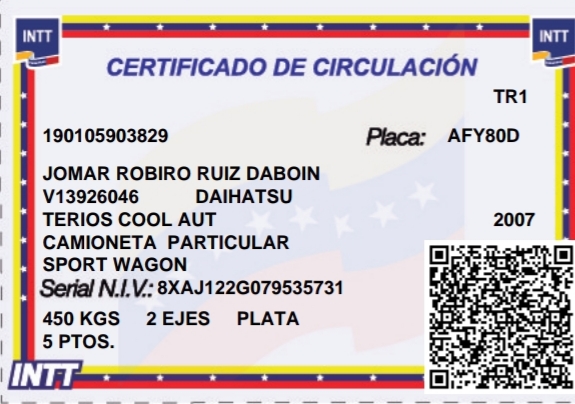 INTT
INTT
CERTIFICADO DE CIRCULACIÓN
TR1
190105903829 Placa: AFY80D
JOMAR ROBIRO RUIZ DABOIN
V13926046 DAIHATSU
TERIOS COOL AUT 2007
CAMIONETA PARTICULAR
SPORT WAGON
Serial N.I.V.: 8XAJ122G079535731
450 KGS 2 EJES PLATA
5 PTOS.
INTT